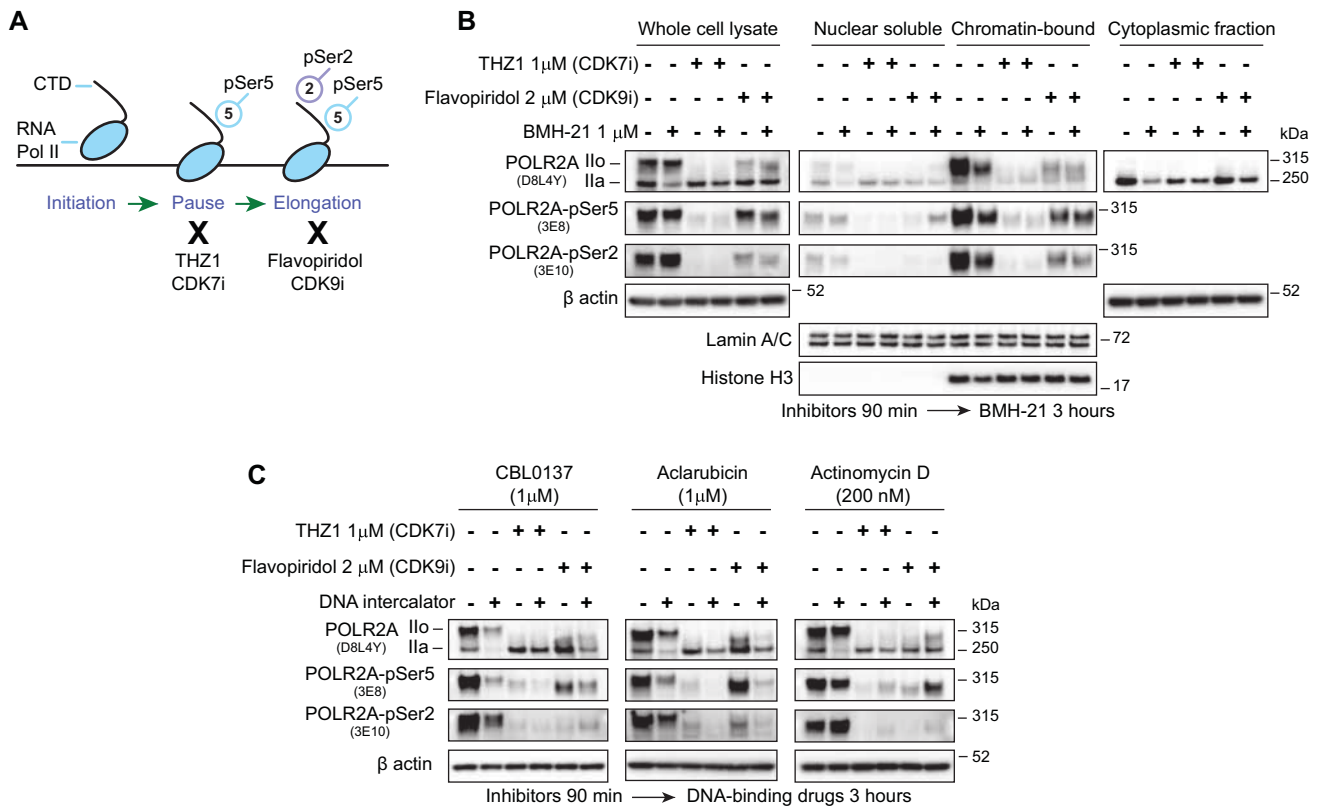 A
CTD
RNA
Pol II
pSer5
5
pSer2
2
pSer5
5
Initiation
Pause
Elongation
X
X
THZ1
CDK7i
Flavopiridol
CDK9i
B
Whole cell lysate Nuclear soluble Chromatin-bound Cytoplasmic fraction
THZ1 1μM (CDK7i) - - + + - - - - + + - - - - + + - - - - + + - -
Flavopiridol 2 μM (CDK9i) - - - - + + - - - - + + - - - - + + - - - - + +
BMH-21 1 μM - + - + - + - + - + - + - + - + - + - + - + - +
kDa
POLR2A IIo – – 315
(D8L4Y) IIa – – 250
POLR2A-pSer5 – 315
(3E8)
POLR2A-pSer2 – 315
(3E10)
β actin – 52 – 52
Lamin A/C – 72
Histone H3 – 17
Inhibitors 90 min → BMH-21 3 hours
C
CBL0137 Aclarubicin Actinomycin D
(1μM) (1μM) (200 nM)
THZ1 1μM (CDK7i) - - + + - - - - + + - - - - + + - -
Flavopiridol 2 μM (CDK9i) - - - - + + - - - - + + - - - - + +
DNA intercalator - + - + - + - + - + - + - + - + - + kDa
POLR2A IIo – – 315
(D8L4Y) IIa – – 250
POLR2A-pSer5 – 315
(3E8)
POLR2A-pSer2 – 315
(3E10)
β actin – 52
Inhibitors 90 min → DNA-binding drugs 3 hours